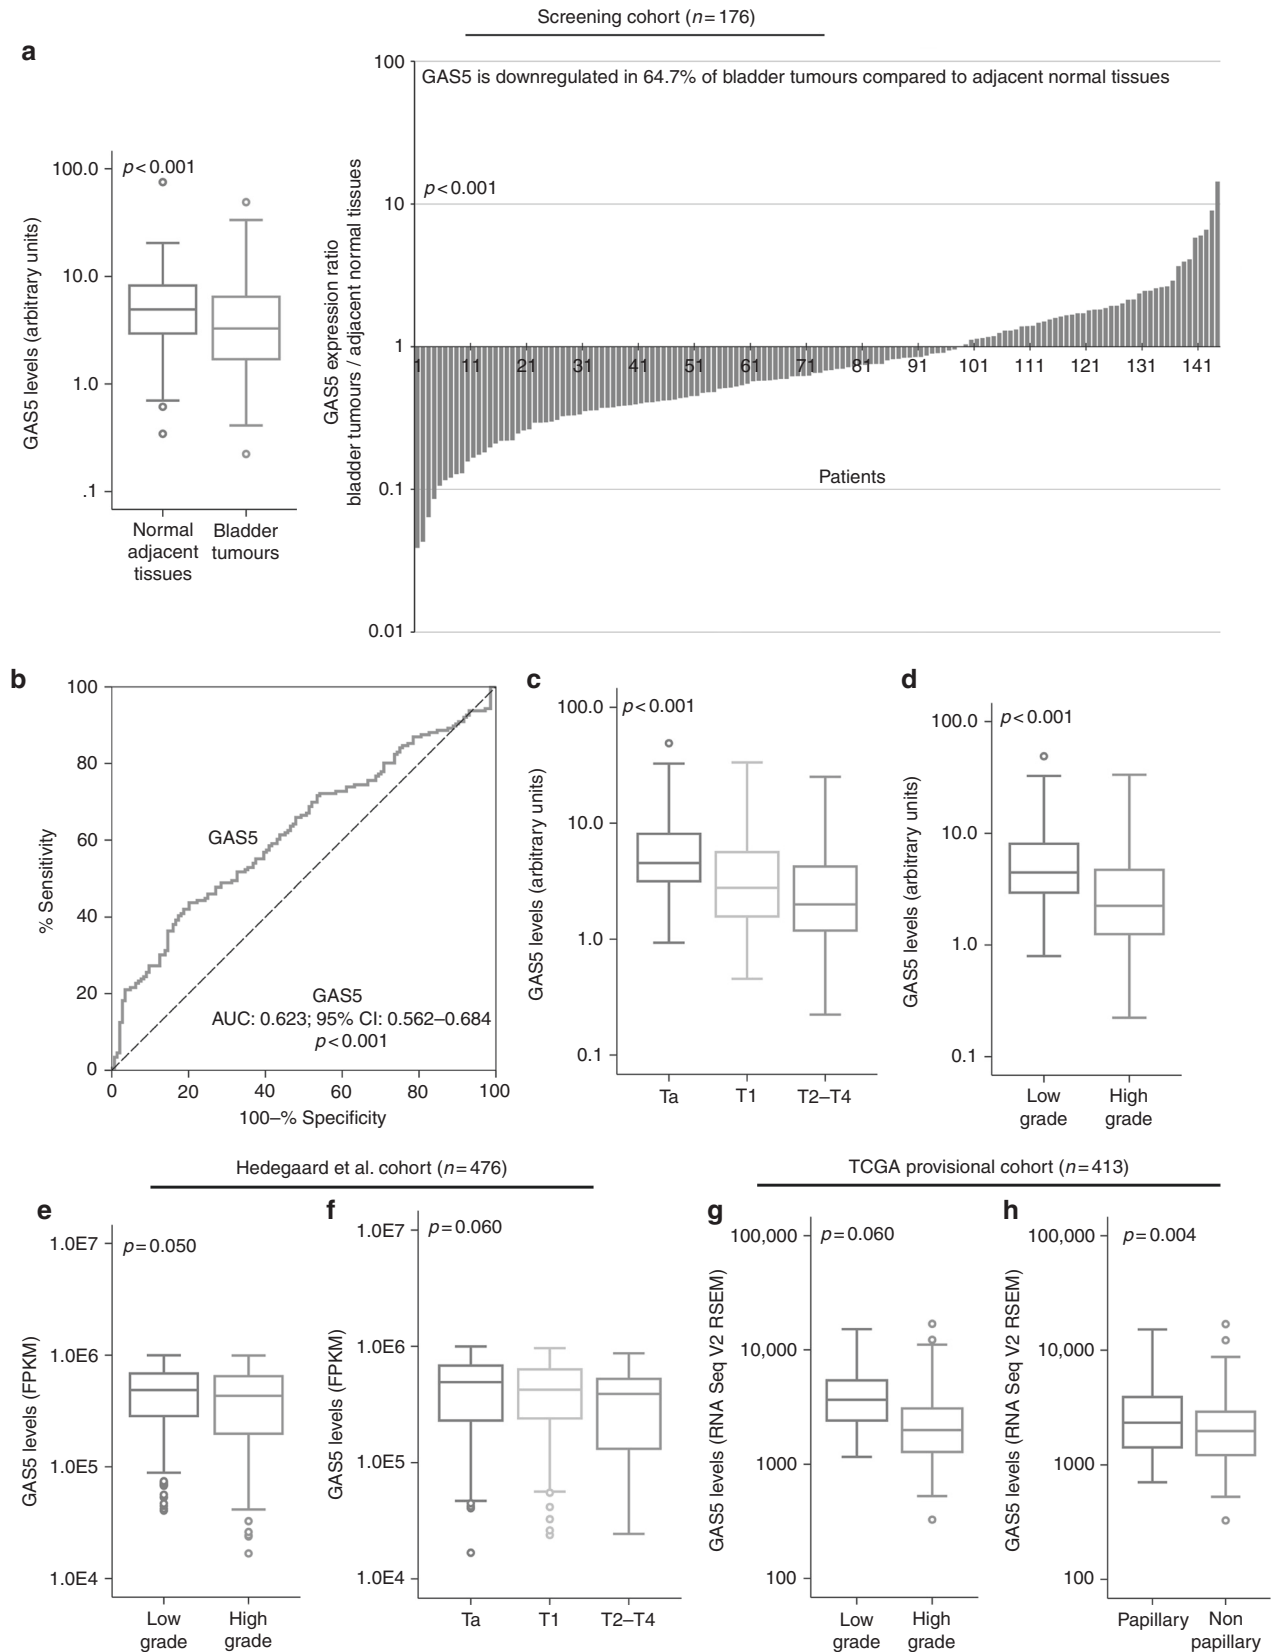 Screening cohort (n=176)
a
GAS5 levels (arbitrary units)
100.0
10.0
1.0
.1
p<0.001
Normal
adjacent
tissues
Bladder
tumours
GAS5 expression ratio
bladder tumours / adjacent normal tissues
100
10
1
0.1
0.01
GAS5 is downregulated in 64.7% of bladder tumours compared to adjacent normal tissues
p<0.001
1 11 21 31 41 51 61 71 81 91 101 111 121 131 141
Patients
b
% Sensitivity
100
80
60
40
20
0
GAS5
GAS5
AUC: 0.623; 95% CI: 0.562–0.684
p<0.001
0 20 40 60 80 100
100–% Specificity
c
GAS5 levels (arbitrary units)
100.0
10.0
1.0
0.1
p<0.001
Ta T1 T2–T4
d
GAS5 levels (arbitrary units)
100.0
10.0
1.0
0.1
p<0.001
Low
grade
High
grade
Hedegaard et al. cohort (n=476)
e
GAS5 levels (FPKM)
1.0E7
1.0E6
1.0E5
1.0E4
p=0.050
Low
grade
High
grade
f
GAS5 levels (FPKM)
1.0E7
1.0E6
1.0E5
1.0E4
p=0.060
Ta T1 T2–T4
TCGA provisional cohort (n=413)
g
GAS5 levels (RNA Seq V2 RSEM)
100,000
10,000
1000
100
p=0.060
Low
grade
High
grade
h
GAS5 levels (RNA Seq V2 RSEM)
100,000
10,000
1000
100
p=0.004
Papillary
Non
papillary